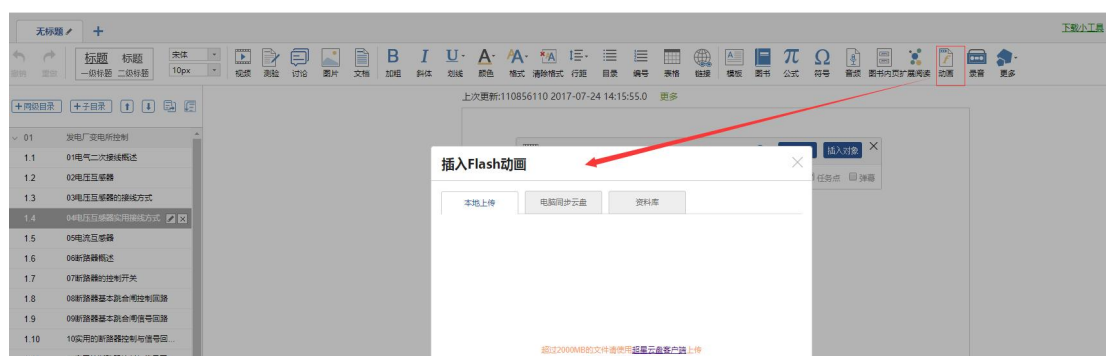 无标题 +
下载小工具
标题 标题 宋体
一级标题 二级标题 10px
视频 测验 讨论 图片 文档 加粗 斜体 划线 颜色 格式 清除格式 行距 目录 编号 表格 链接 模板 图书 公式 符号 音频 图书内页 扩展阅读 动画 录音 更多
上次更新:110856110 2017-07-24 14:15:55.0 更多
+同级目录 +子目录
01 发电厂变电所控制
插入对象
1.1 01电气二次接线概述
插入Flash动画
任务点 弹幕
1.2 02电压互感器
1.3 03电压互感器的接线方式
本地上传 电脑同步云盘 资料库
1.4 04电压互感器实用接线方式
1.5 05电流互感器
1.6 06断路器概述
1.7 07断路器的控制开关
1.8 08断路器基本跳合闸控制回路
1.9 09断路器基本跳合闸信号回路
1.10 10实用的断路器控制与信号回...
超过2000MB的文件请使用超星云盘客户端上传